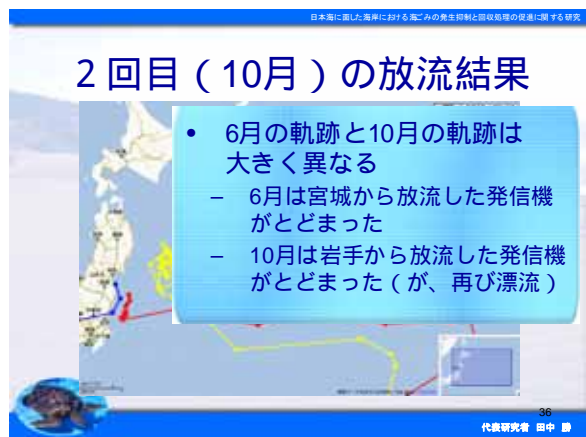 日本海に面した海岸における海ごみの発生抑制と回収処理の促進に関する研究
2回目（10月）の放流結果
• 6月の軌跡と10月の軌跡は
大きく異なる
– 6月は宮城から放流した発信機
がとどまった
– 10月は岩手から放流した発信機
がとどまった（が、再び漂流）
36
代表研究者 田中 勝